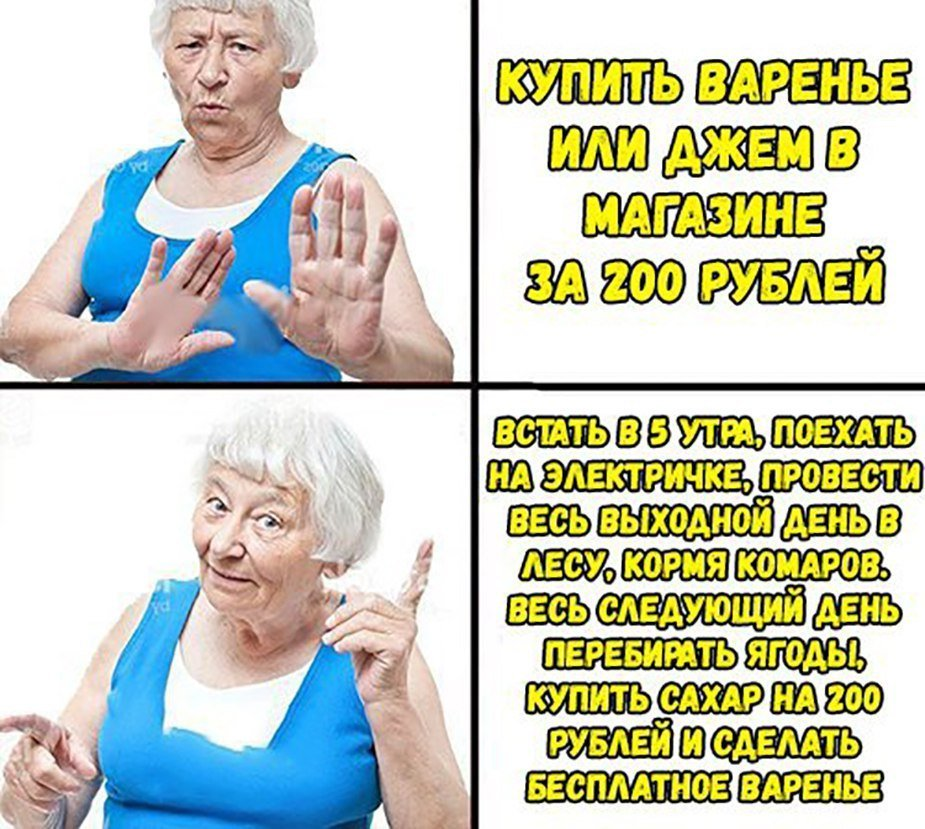 КУПИТЬ ВАРЕНЬЕ
ИЛИ ДЖЕМ В
МАГАЗИНЕ
ЗА 200 РУБЛЕЙ
ВСТАТЬ В 5 УТРА, ПОЕХАТЬ
НА ЭЛЕКТРИЧКЕ, ПРОВЕСТИ
ВЕСЬ ВЫХОДНОЙ ДЕНЬ В
ЛЕСУ, КОРМЯ КОМАРОВ.
ВЕСЬ СЛЕДУЮЩИЙ ДЕНЬ
ПЕРЕБИРАТЬ ЯГОДЫ,
КУПИТЬ САХАР НА 200
РУБЛЕЙ И СДЕЛАТЬ
БЕСПЛАТНОЕ ВАРЕНЬЕ